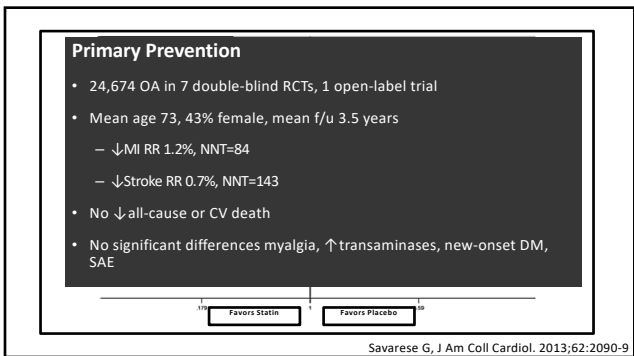 Primary Prevention
• 24,674 OA in 7 double-blind RCTs, 1 open-label trial
• Mean age 73, 43% female, mean f/u 3.5 years
– ↓MI RR 1.2%, NNT=84
– ↓Stroke RR 0.7%, NNT=143
• No ↓all-cause or CV death
• No significant differences myalgia, ↑transaminases, new-onset DM,
SAE
.179 1 .59
Favors Statin Favors Placebo
Savarese G, J Am Coll Cardiol. 2013;62:2090-9